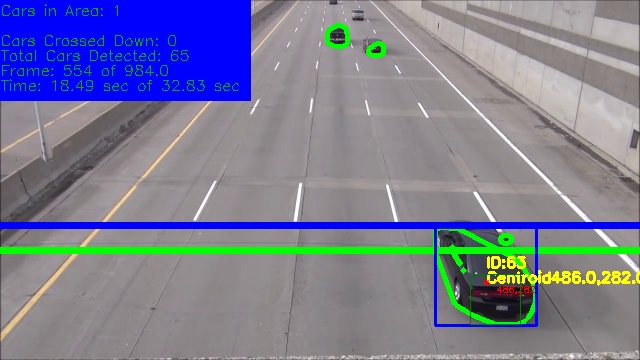 Cars in Area: 1
Cars Crossed Down: 0
Total Cars Detected: 65
Frame: 554 of 984.0
Time: 18.49 sec of 32.83 sec
ID:63
Centroid486.0,282.0